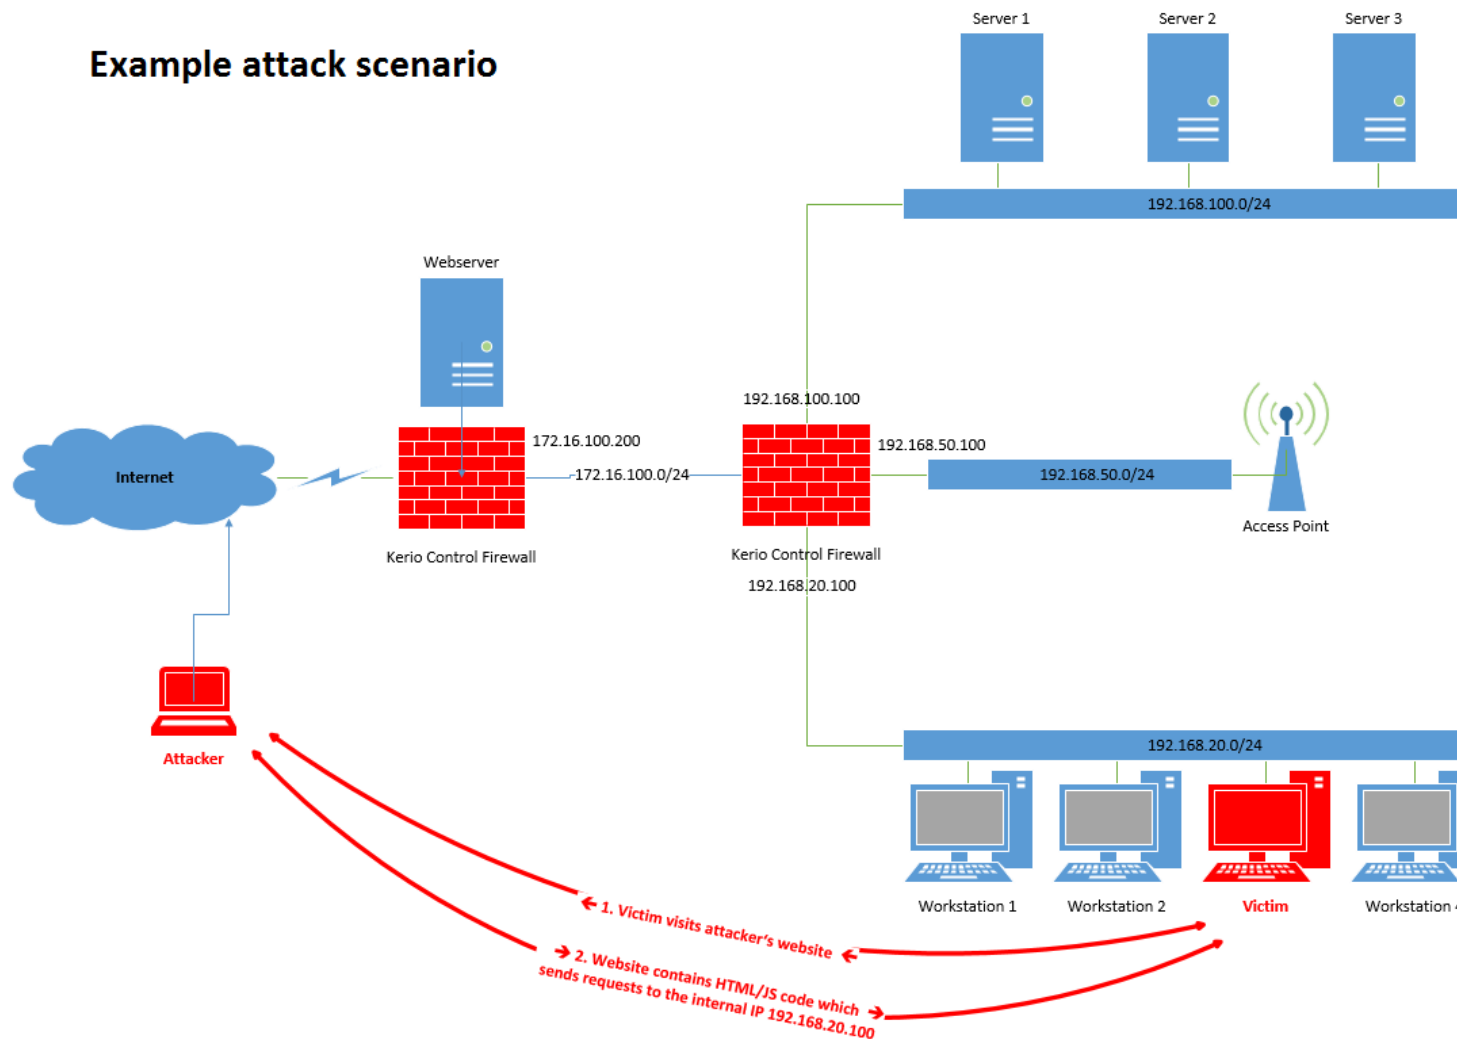 Example attack scenario
Server 1
Server 2
Server 3
192.168.100.0/24
Webserver
192.168.100.100
172.16.100.200
192.168.50.100
Internet
172.16.100.0/24
192.168.50.0/24
Access Point
Kerio Control Firewall
Kerio Control Firewall
192.168.20.100
Attacker
192.168.20.0/24
Workstation 1
Workstation 2
Victim
Workstation 4
1. Victim visits attacker's website
2. Website contains HTML/JS code which
sends requests to the internal IP 192.168.20.100